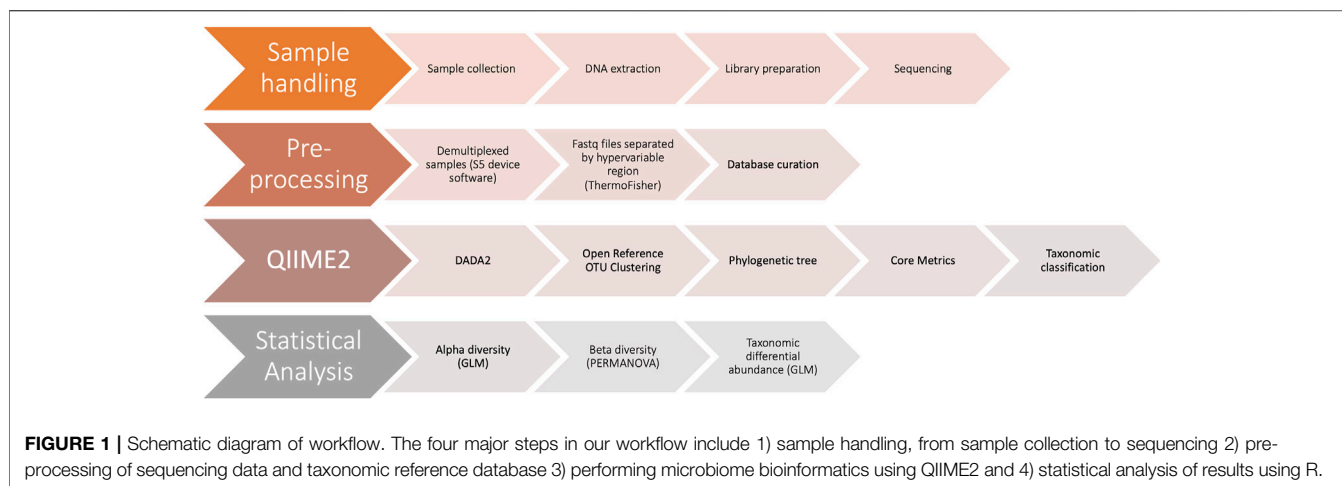 Sample
handling
Sample collection
DNA extraction
Library preparation
Sequencing
Pre-
processing
Demultiplexed
samples (S5 device
software)
Fastq files separated
by hypervariable
region
(ThermoFisher)
Database curation
QIIME2
DADA2
Open Reference
OTU Clustering
Phylogenetic tree
Core Metrics
Taxonomic
classification
Statistical
Analysis
Alpha diversity
(GLM)
Beta diversity
(PERMANOVA)
Taxonomic
differential
abundance (GLM)
FIGURE 1 | Schematic diagram of workflow. The four major steps in our workflow include 1) sample handling, from sample collection to sequencing 2) pre-
processing of sequencing data and taxonomic reference database 3) performing microbiome bioinformatics using QIIME2 and 4) statistical analysis of results using R.